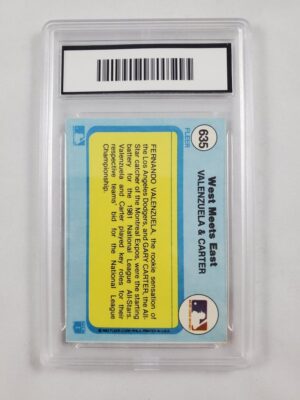 635
FLEER
West Meets East
VALENZUELA & CARTER
FERNANDO VALENZUELA, the rookie sensation of
the Los Angeles Dodgers, and GARY CARTER, the All-
Star catcher of the Montreal Expos, were the starting
battery for the 1981 National League All-Stars.
Valenzuela and Carter played key roles for their
respective teams' bid for the National League
Championship.